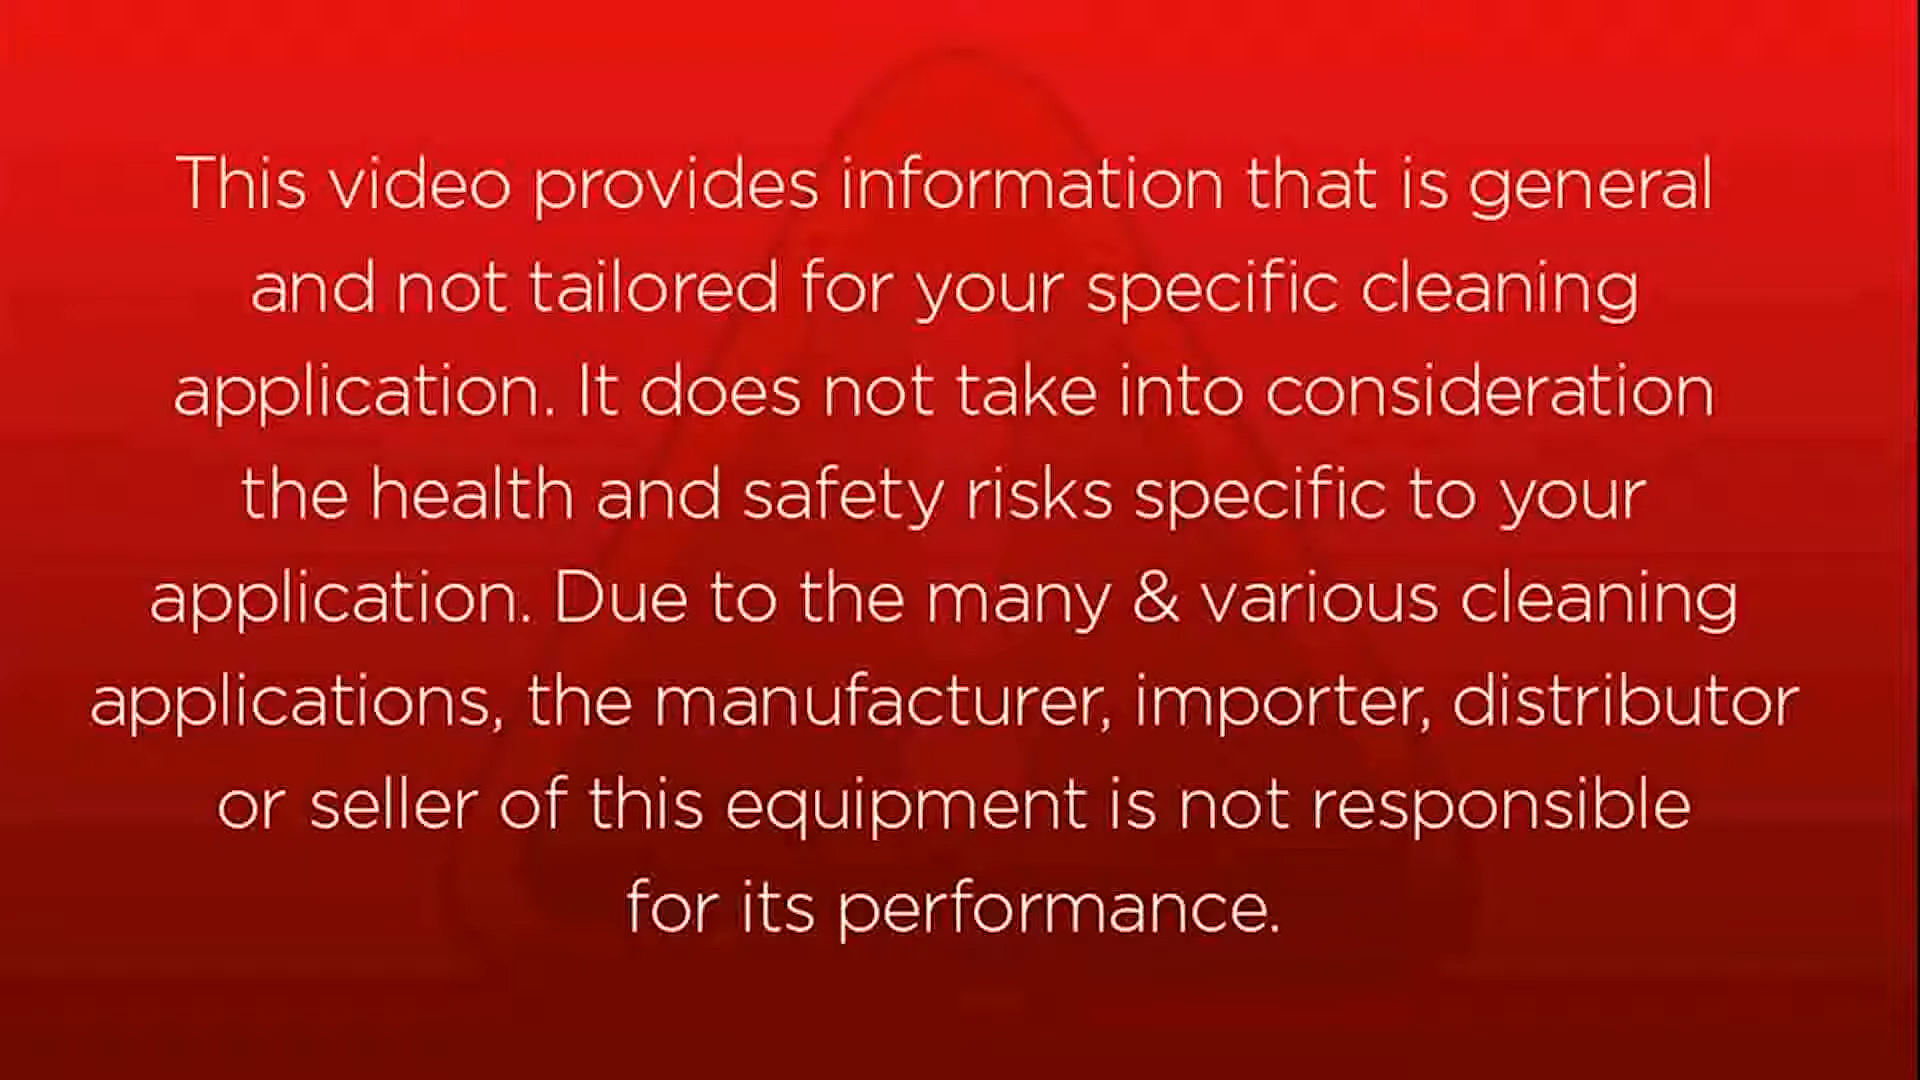 This video provides information that is general
and not tailored for your specific cleaning
application. It does not take into consideration
the health and safety risks specific to your
application. Due to the many & various cleaning
applications, the manufacturer, importer, distributor
or seller of this equipment is not responsible
for its performance.